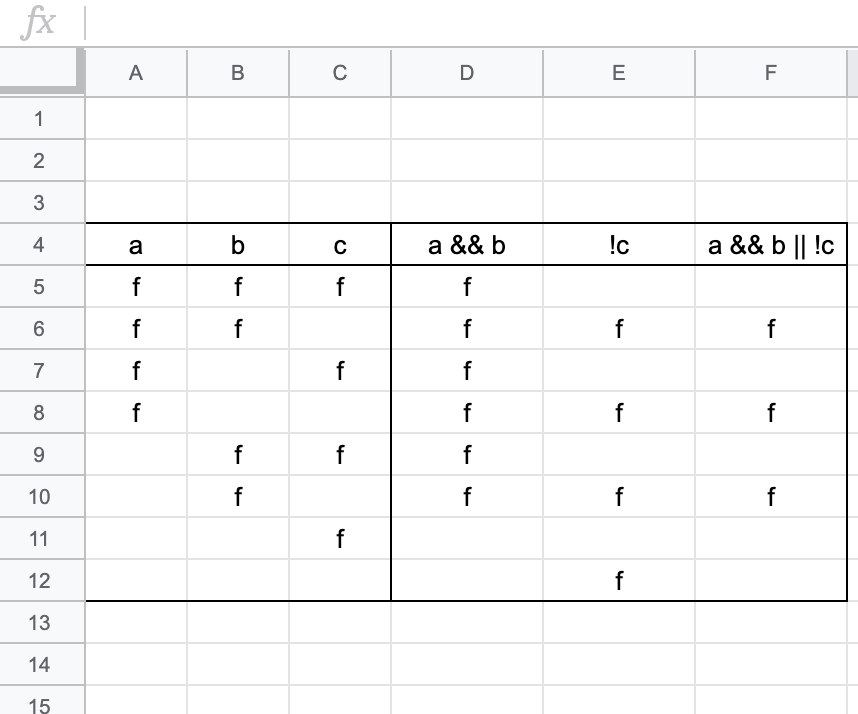 fx
A B C D E F
1
2
3
4 a b c a && b !c a && b || !c
5 f f f f
6 f f f f f
7 f f f
8 f f f f
9 f f f
10 f f f f
11 f
12 f
13
14
15